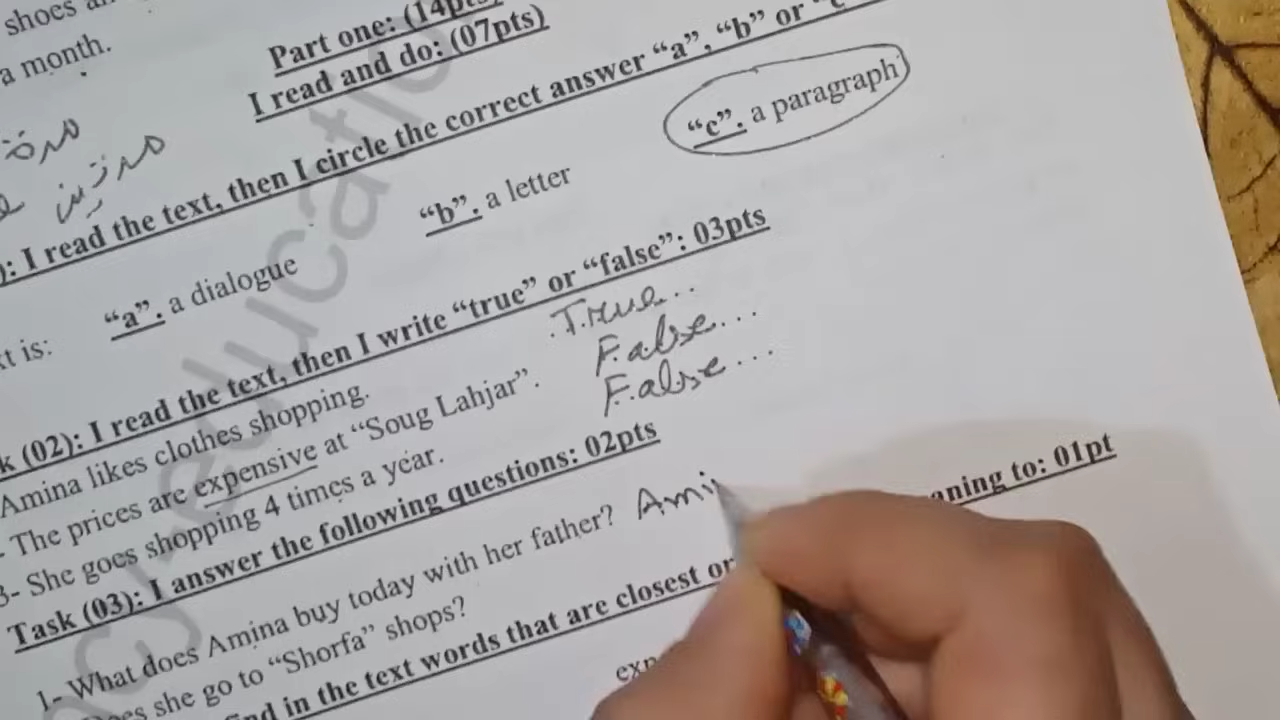 shoes
a month.
Part one: (14pts)
I read and do: (07pts)
مرة
مرتين
): I read the text, then I circle the correct answer “a”, “b” or “c
xt is:
“a”. a dialogue
“b”. a letter
“c”. a paragraph
k (02): I read the text, then I write “true” or “false”: 03pts
Amina likes clothes shopping.
.True..
- The prices are expensive at “Soug Lahjar”.
False...
3- She goes shopping 4 times a year.
False...
Task (03): I answer the following questions: 02pts
1- What does Amina buy today with her father? Ami
she go to “Shorfa” shops?
in the text words that are closest or
aning to: 01pt
exp
education